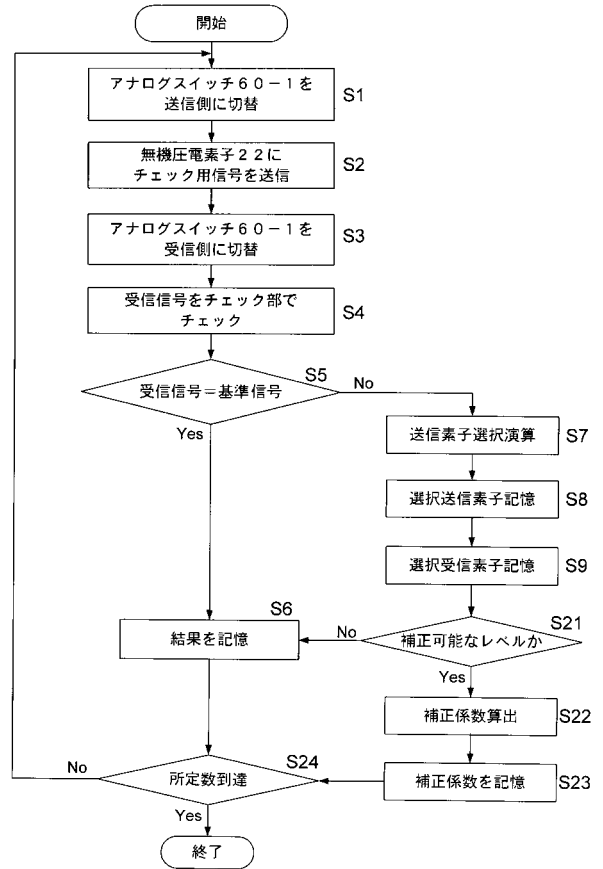 開始
アナログスイッチ60-1を
送信側に切替
S1
無機圧電素子22に
チェック用信号を送信
S2
アナログスイッチ60-1を
受信側に切替
S3
受信信号をチェック部で
チェック
S4
受信信号=基準信号
S5
No
Yes
送信素子選択演算
S7
選択送信素子記憶
S8
選択受信素子記憶
S9
結果を記憶
S6
補正可能なレベルか
S21
No
Yes
補正係数算出
S22
補正係数を記憶
S23
所定数到達
S24
No
Yes
終了